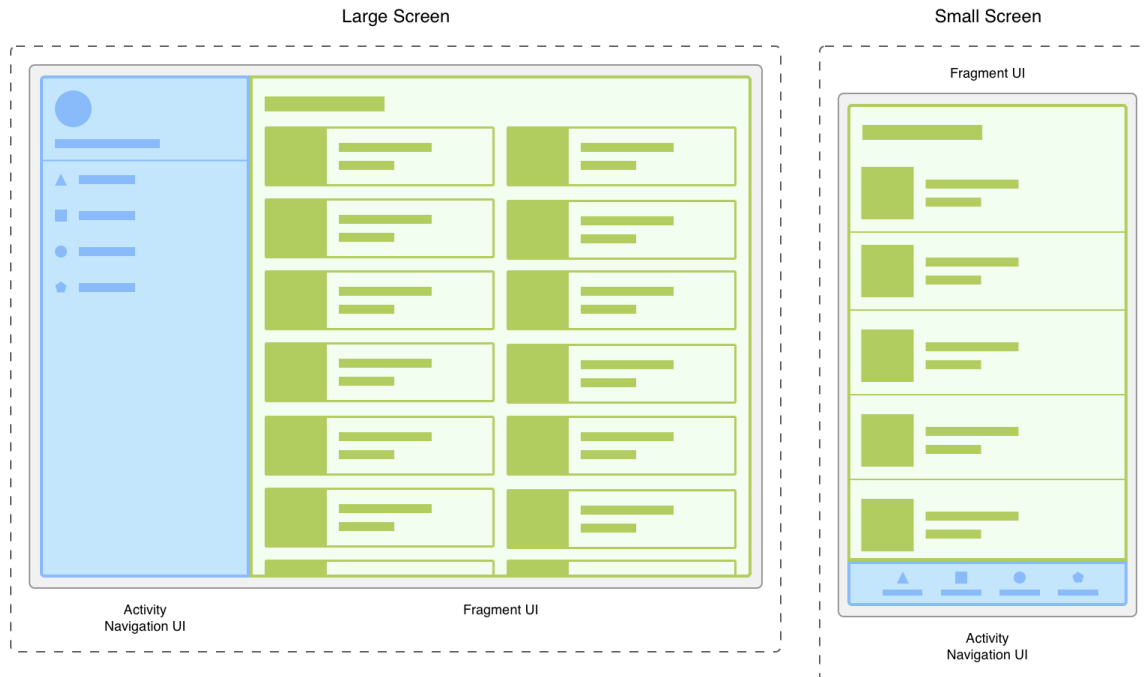 Large Screen
Activity
Navigation UI
Fragment UI
Small Screen
Fragment UI
Activity
Navigation UI